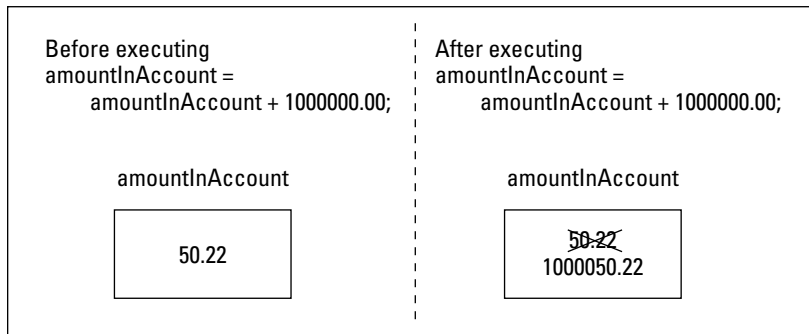 Before executing
amountInAccount =
amountInAccount + 1000000.00;
amountInAccount
50.22
After executing
amountInAccount =
amountInAccount + 1000000.00;
amountInAccount
50.22
1000050.22